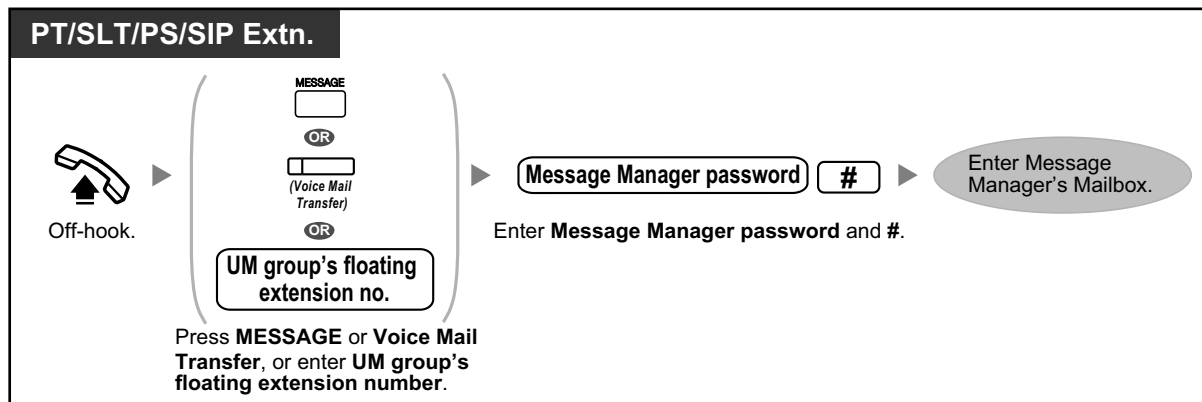 PT/SLT/PS/SIP Extn.
Off-hook.
MESSAGE
OR
(Voice Mail
Transfer)
OR
UM group's floating
extension no.
Press MESSAGE or Voice Mail
Transfer, or enter UM group's
floating extension number.
Message Manager password #
Enter Message Manager password and #.
Enter Message
Manager's Mailbox.